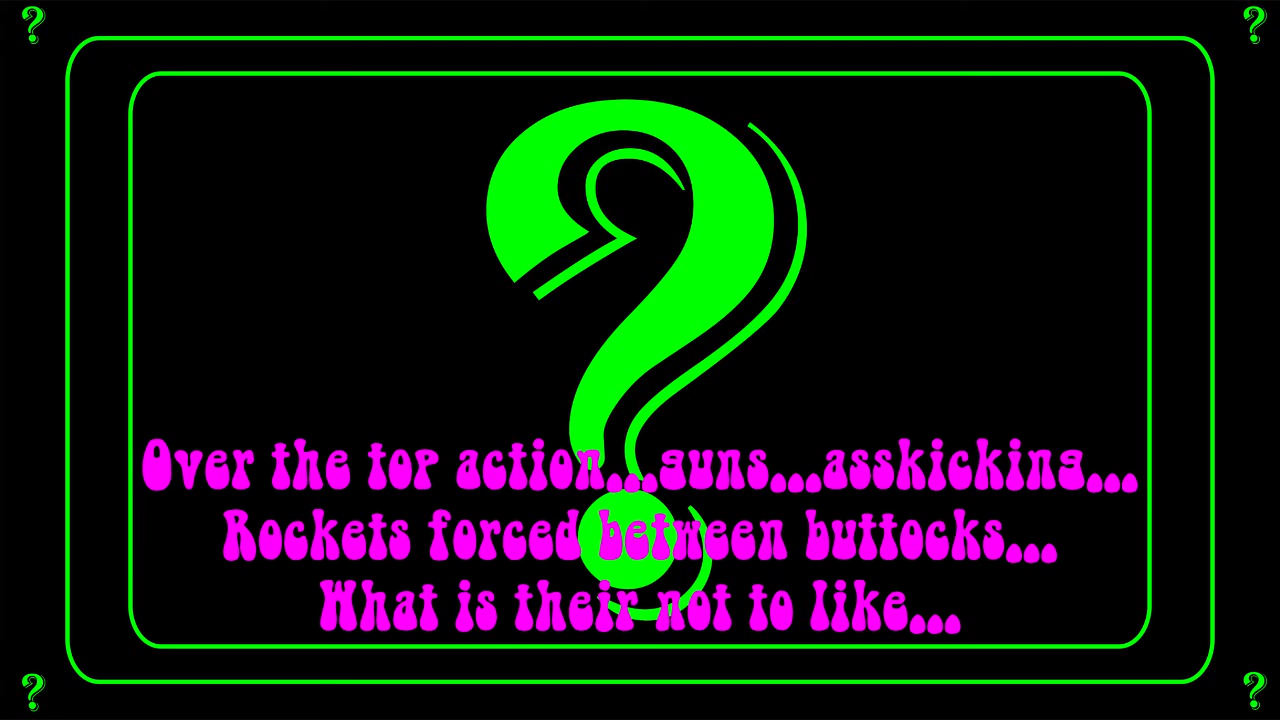 ?
?
?
Over the top action...guns...asskicking...
Rockets forced between buttocks...
What is their not to like...
?
?